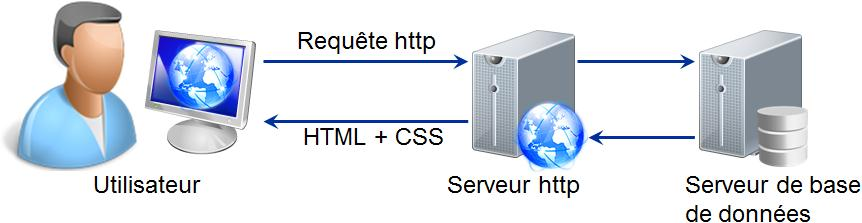 Requête http
HTML + CSS
Utilisateur
Serveur http
Serveur de base
de données